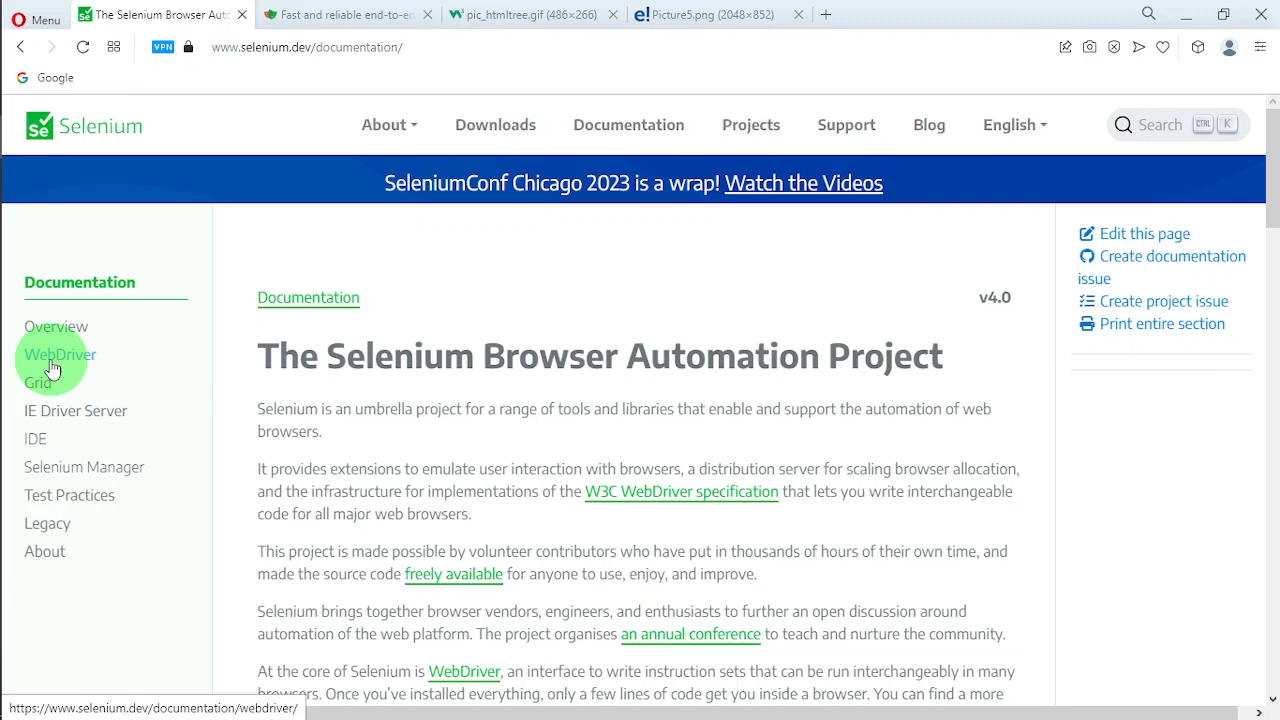 Menu
The Selenium Browser Aut
Fast and reliable end-to-en
pic_htmltree.gif (486×266)
Picture5.png (2048×852)
VPN
www.selenium.dev/documentation/
Google
Selenium
About
Downloads
Documentation
Projects
Support
Blog
English
Search
CTRL
K
SeleniumConf Chicago 2023 is a wrap! Watch the Videos
Documentation
Overview
WebDriver
Grid
IE Driver Server
IDE
Selenium Manager
Test Practices
Legacy
About
Documentation
v4.0
The Selenium Browser Automation Project
Selenium is an umbrella project for a range of tools and libraries that enable and support the automation of web
browsers.
It provides extensions to emulate user interaction with browsers, a distribution server for scaling browser allocation,
and the infrastructure for implementations of the W3C WebDriver specification that lets you write interchangeable
code for all major web browsers.
This project is made possible by volunteer contributors who have put in thousands of hours of their own time, and
made the source code freely available for anyone to use, enjoy, and improve.
Selenium brings together browser vendors, engineers, and enthusiasts to further an open discussion around
automation of the web platform. The project organises an annual conference to teach and nurture the community.
At the core of Selenium is WebDriver, an interface to write instruction sets that can be run interchangeably in many
browsers. Once you've installed everything, only a few lines of code get you inside a browser. You can find a more
Edit this page
Create documentation
issue
Create project issue
Print entire section
https://www.selenium.dev/documentation/webdriver/